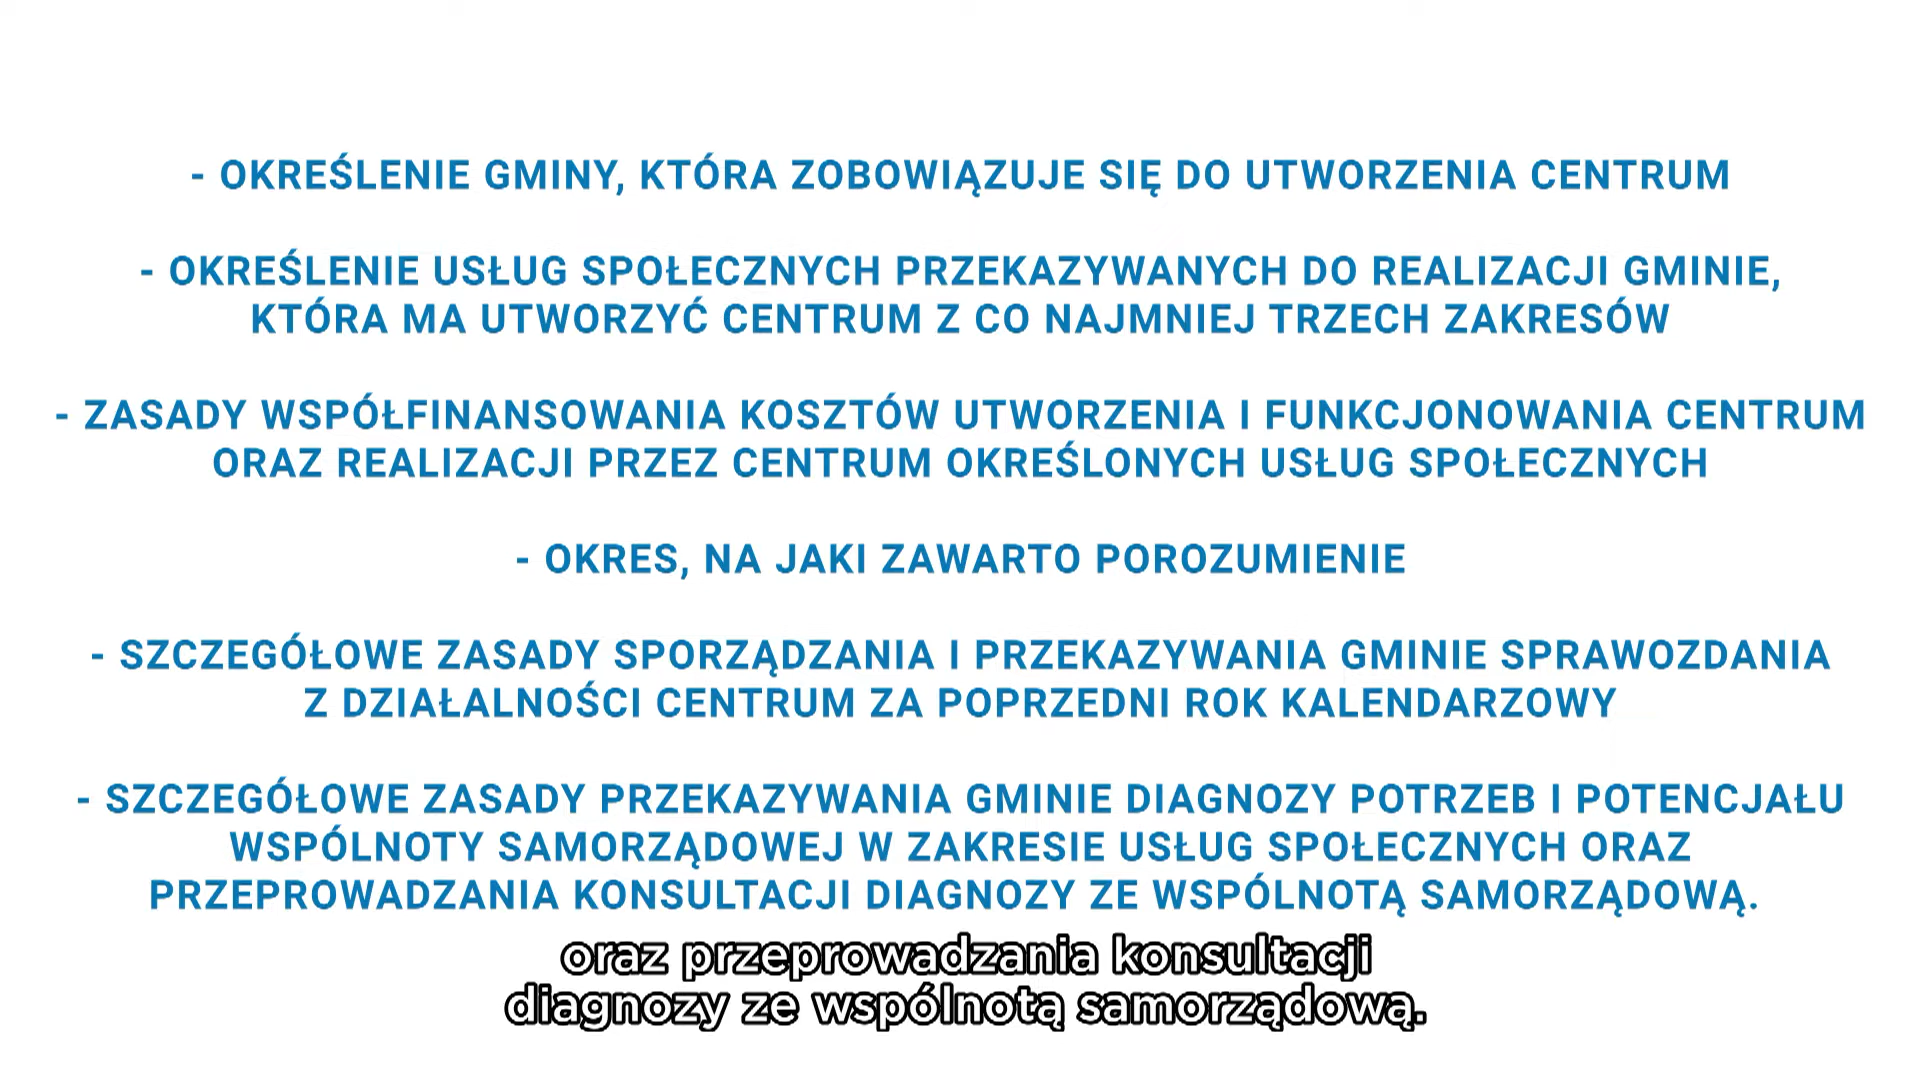 - OKREŚLENIE GMINY, KTÓRA ZOBOWIĄZUJE SIĘ DO UTWORZENIA CENTRUM
- OKREŚLENIE USŁUG SPOŁECZNYCH PRZEKAZYWANYCH DO REALIZACJI GMINIE,
KTÓRA MA UTWORZYĆ CENTRUM Z CO NAJMNIEJ TRZECH ZAKRESÓW
- ZASADY WSPÓŁFINANSOWANIA KOSZTÓW UTWORZENIA I FUNKCJONOWANIA CENTRUM
ORAZ REALIZACJI PRZEZ CENTRUM OKREŚLONYCH USŁUG SPOŁECZNYCH
- OKRES, NA JAKI ZAWARTO POROZUMIENIE
- SZCZEGÓŁOWE ZASADY SPORZĄDZANIA I PRZEKAZYWANIA GMINIE SPRAWOZDANIA
Z DZIAŁALNOŚCI CENTRUM ZA POPRZEDNI ROK KALENDARZOWY
- SZCZEGÓŁOWE ZASADY PRZEKAZYWANIA GMINIE DIAGNOZY POTRZEB I POTENCJAŁU
WSPÓLNOTY SAMORZĄDOWEJ W ZAKRESIE USŁUG SPOŁECZNYCH ORAZ
PRZEPROWADZANIA KONSULTACJI DIAGNOZY ZE WSPÓLNOTĄ SAMORZĄDOWĄ.
oraz przeprowadzania konsultacji
diagnozy ze wspólnotą samorządową.